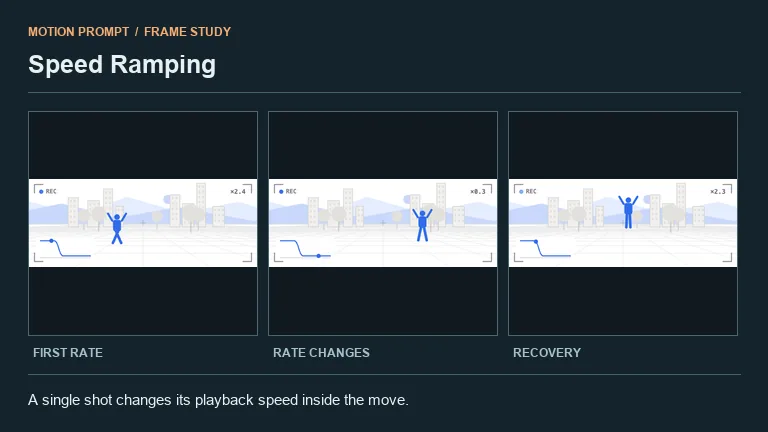 MOTION PROMPT / FRAME STUDY
Speed Ramping
REC ×2.4
REC ×0.3
REC ×2.3
FIRST RATE
RATE CHANGES
RECOVERY
A single shot changes its playback speed inside the move.